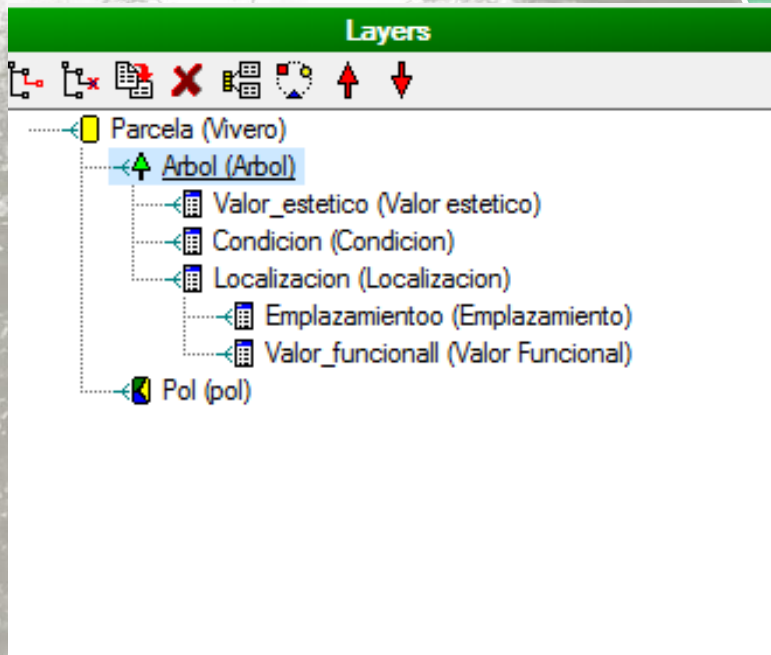 Layers
Parcela (Vivero)
Arbol (Arbol)
Valor_estetico (Valor estetico)
Condicion (Condicion)
Localizacion (Localizacion)
Emplazamientoo (Emplazamiento)
Valor_funcionall (Valor Funcional)
Pol (pol)